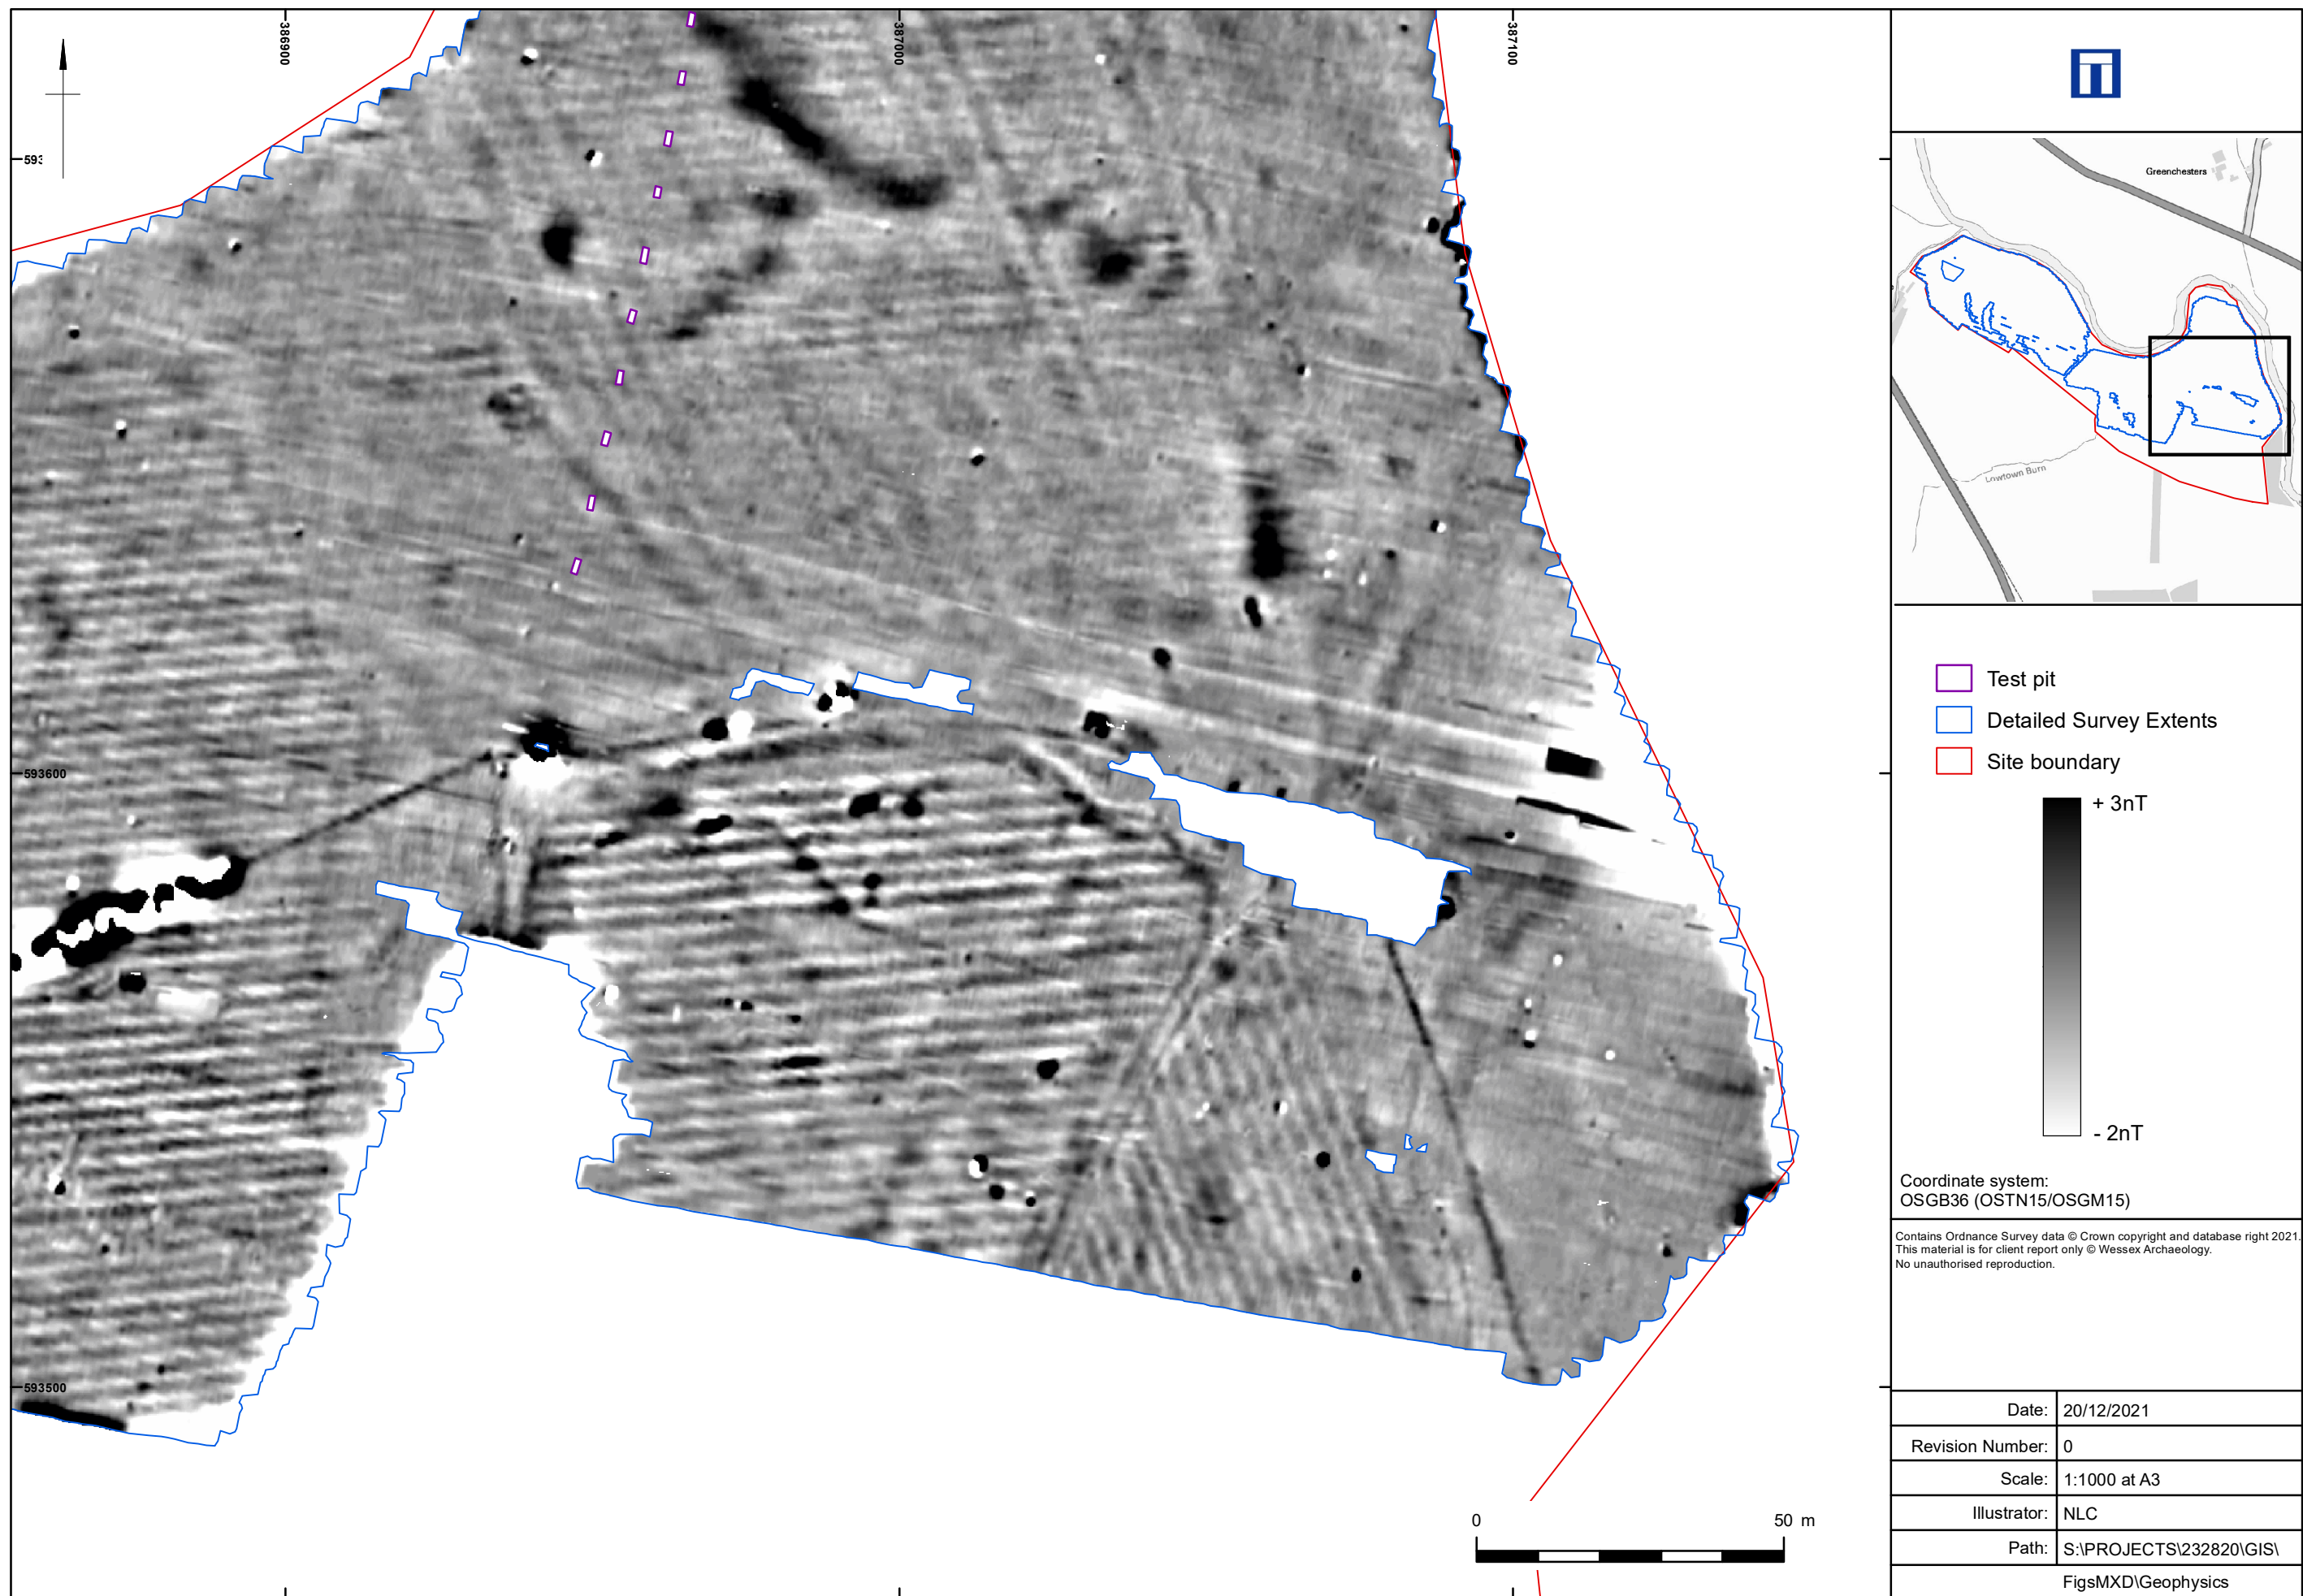 386900
387000
387100
593600
593500
0
50 m
Greenchesters
Lowtown Burn
Test pit
Detailed Survey Extents
Site boundary
+ 3nT
- 2nT
Coordinate system:
OSGB36 (OSTN15/OSGM15)
Contains Ordnance Survey data © Crown copyright and database right 2021.
This material is for client report only © Wessex Archaeology.
No unauthorised reproduction.
Date: 20/12/2021
Revision Number: 0
Scale: 1:1000 at A3
Illustrator: NLC
Path: S:\PROJECTS\232820\GIS\
FigsMXD\Geophysics